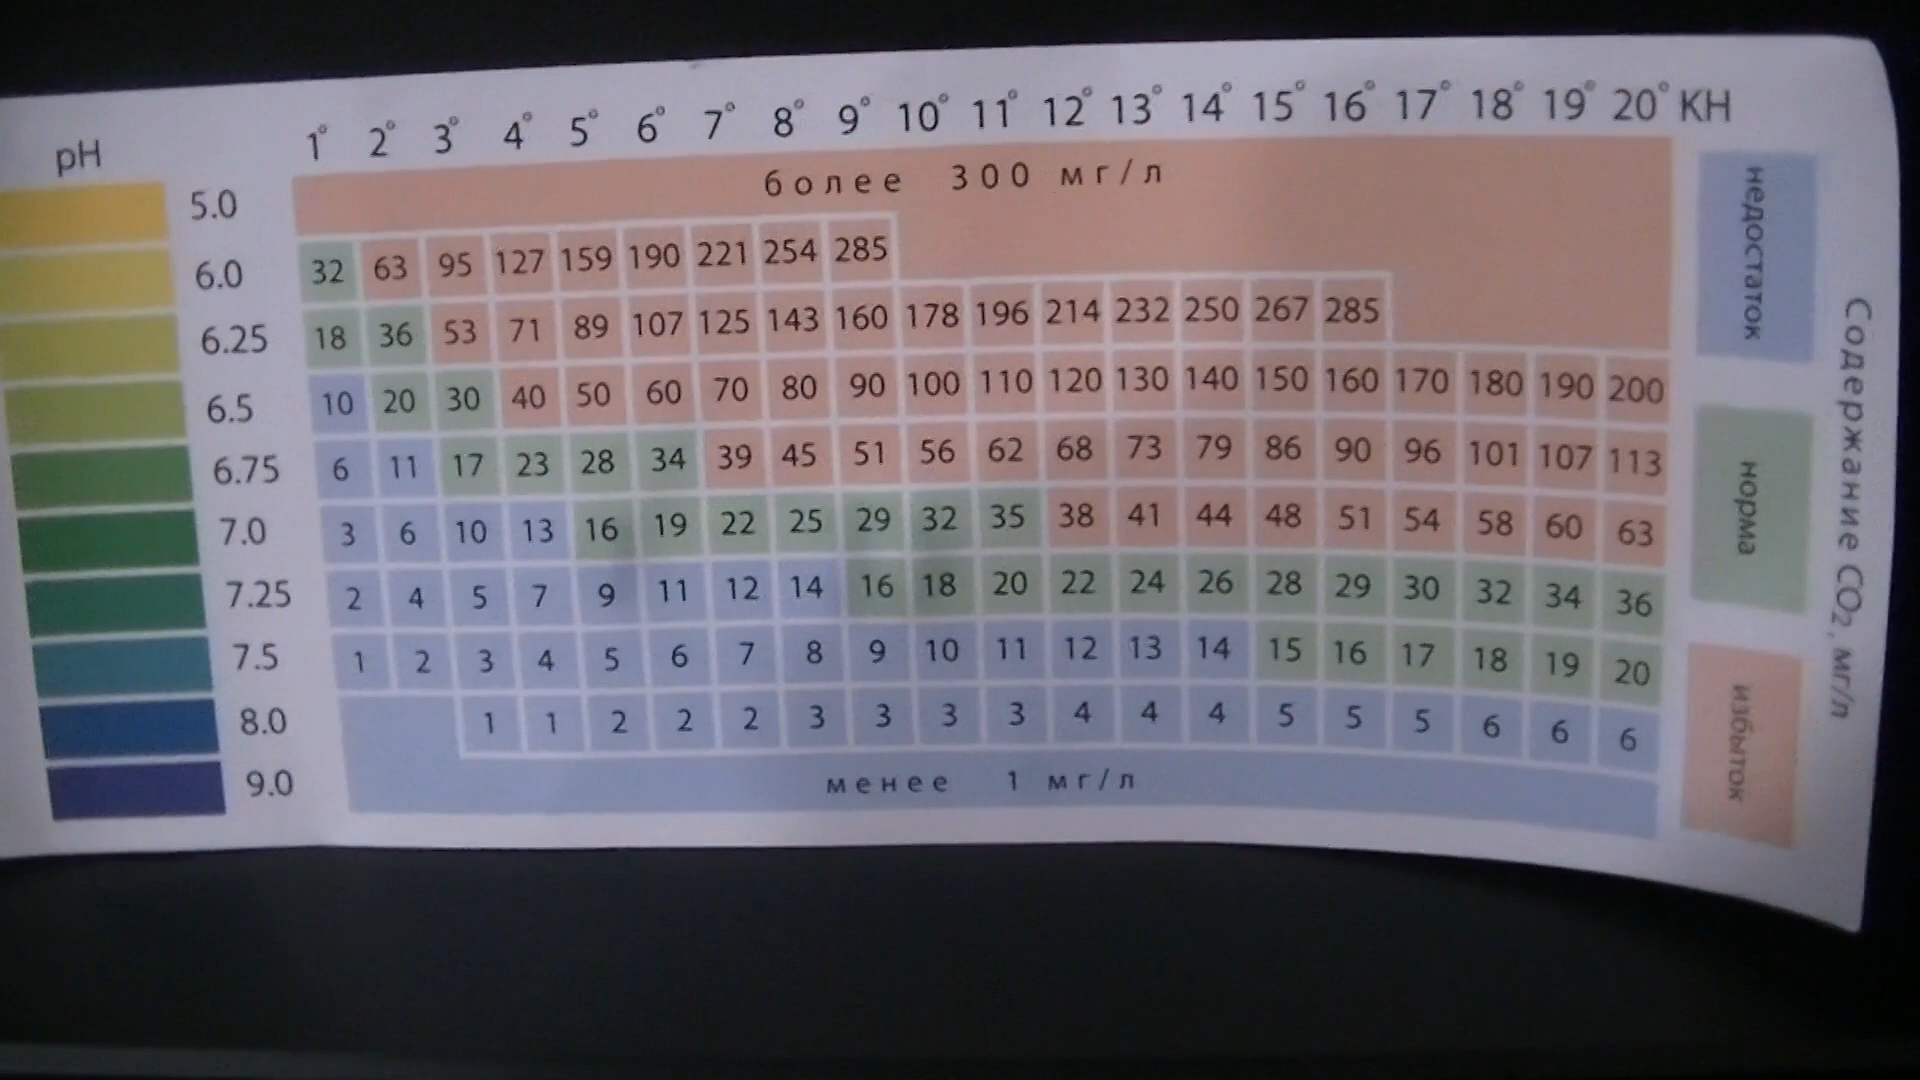 1° 2° 3° 4° 5° 6° 7° 8° 9° 10° 11° 12° 13° 14° 15° 16° 17° 18° 19° 20° KH
pH
5.0 более 300 мг/л
6.0 32 63 95 127 159 190 221 254 285
6.25 18 36 53 71 89 107 125 143 160 178 196 214 232 250 267 285
6.5 10 20 30 40 50 60 70 80 90 100 110 120 130 140 150 160 170 180 190 200
6.75 6 11 17 23 28 34 39 45 51 56 62 68 73 79 86 90 96 101 107 113
7.0 3 6 10 13 16 19 22 25 29 32 35 38 41 44 48 51 54 58 60 63
7.25 2 4 5 7 9 11 12 14 16 18 20 22 24 26 28 29 30 32 34 36
7.5 1 2 3 4 5 6 7 8 9 10 11 12 13 14 15 16 17 18 19 20
8.0 1 1 2 2 2 3 3 3 3 4 4 4 5 5 5 6 6 6
9.0 менее 1 мг/л
недостаток
норма
избыток
Содержание CO2, мг/л